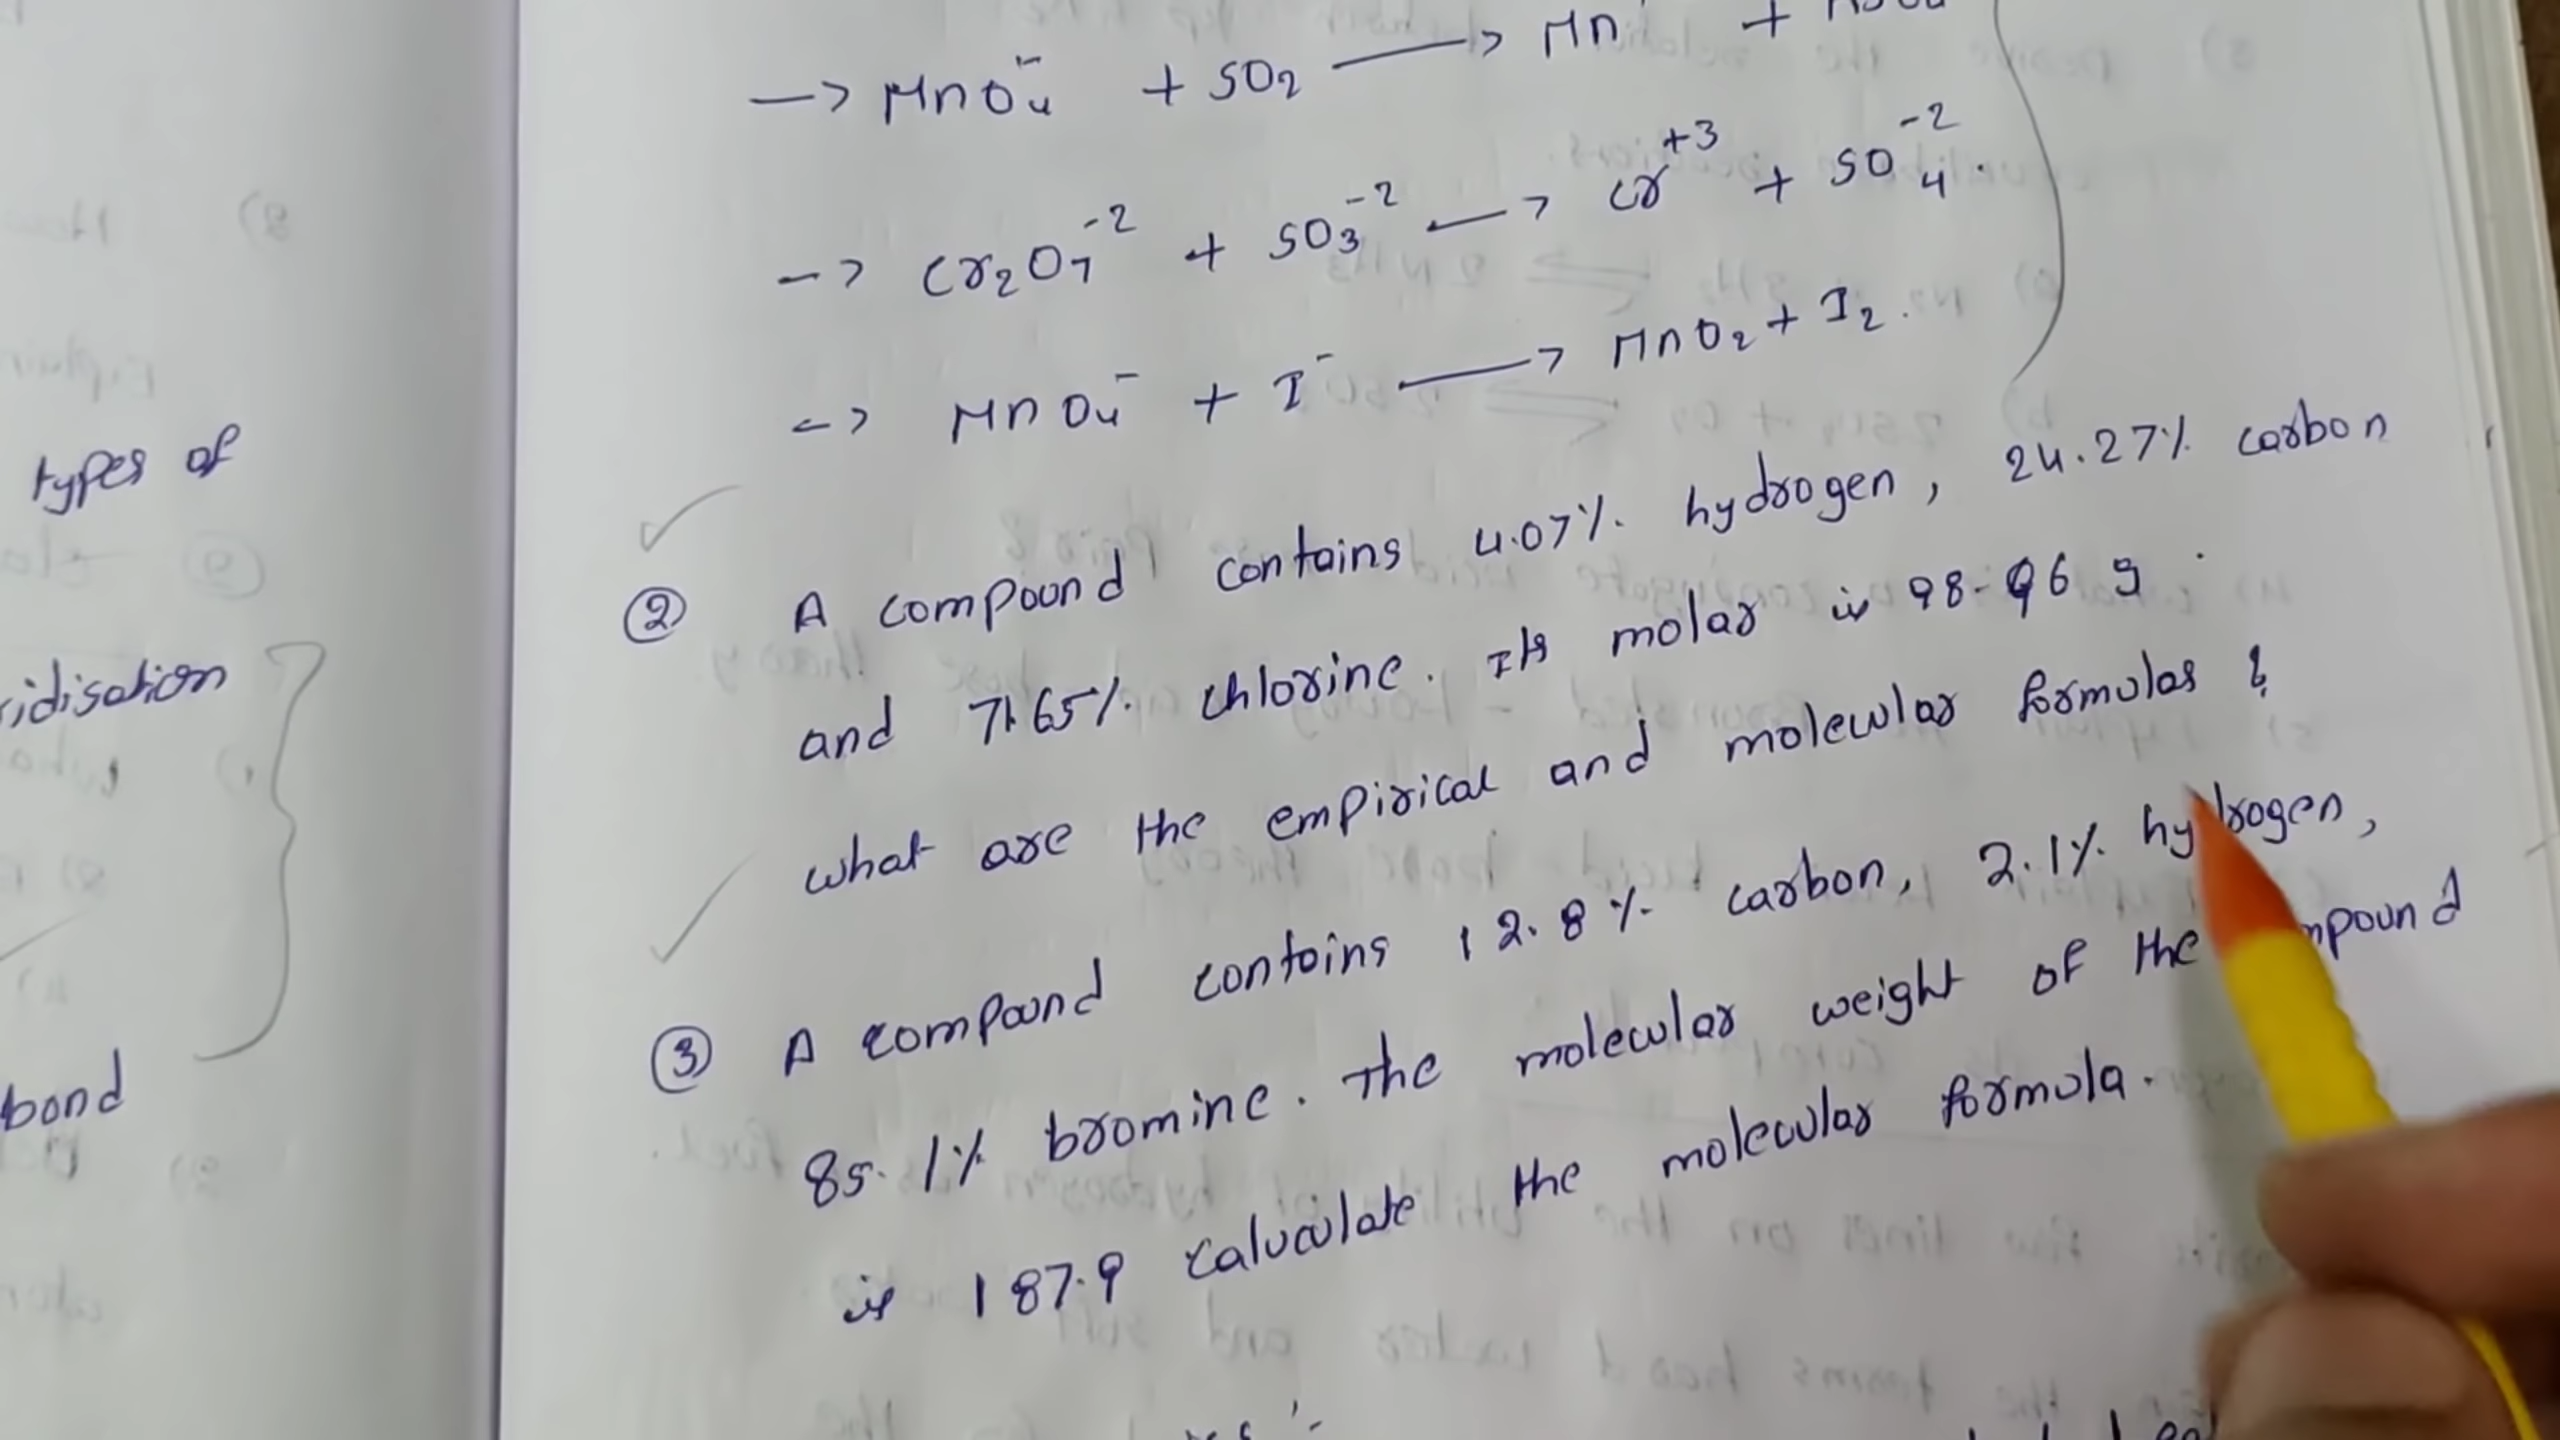 types of
idisation
bond
-> MnO4⁻ + SO2 ⟶ Mn +
-> Cr2O7⁻² + SO3⁻² ⟶ Cr⁺³ + SO4⁻².
-> MnO4⁻ + I⁻ ⟶ MnO2 + I2.
② A compound contains 4.07% hydrogen, 24.27% carbon
and 71.65% chlorine. Its molar is 98.96 g.
what are the empirical and molecular formulas?
③ A compound contains 12.8% carbon, 2.1% hydrogen,
85.1% bromine. The molecular weight of the mpound
is 187.9 caluculate the molecular formula.